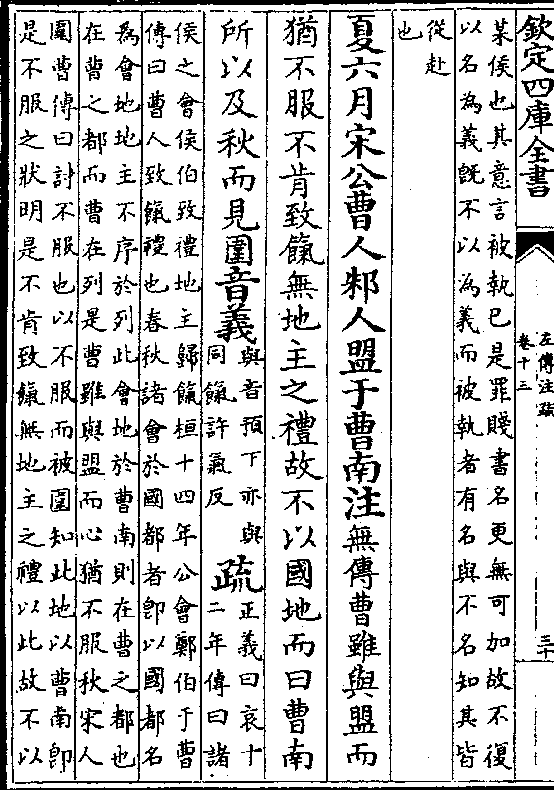 欽定四庫全書
左傳注疏
卷十三
三十
某侯也其意言被執已是罪賤書名更無可加故不復
以名為義既不以為義而被執者有名與不名知其皆
從赴
也
夏六月宋公曹人邾人盟于曹南注無傳曹雖與盟而
猶不服不肯致餼無地主之禮故不以國地而曰曹南
所以及秋而見圍音義與音預下亦與
同餼許氣反疏正義曰哀十
二年傳曰諸
侯之會侯伯致禮地主歸餼桓十四年公會鄭伯于曹
傳曰曹人致餼禮也春秋諸會於國都者即以國都名
為會地地主不序於列此會地於曹南則在曹之都也
在曹之都而曹在列是曹雖與盟而心猶不服秋宋人
圍曹傳曰討不服也以不服而被圍知此地以曹南即
是不服之狀明是不肯致餼無地主之禮以此故不以